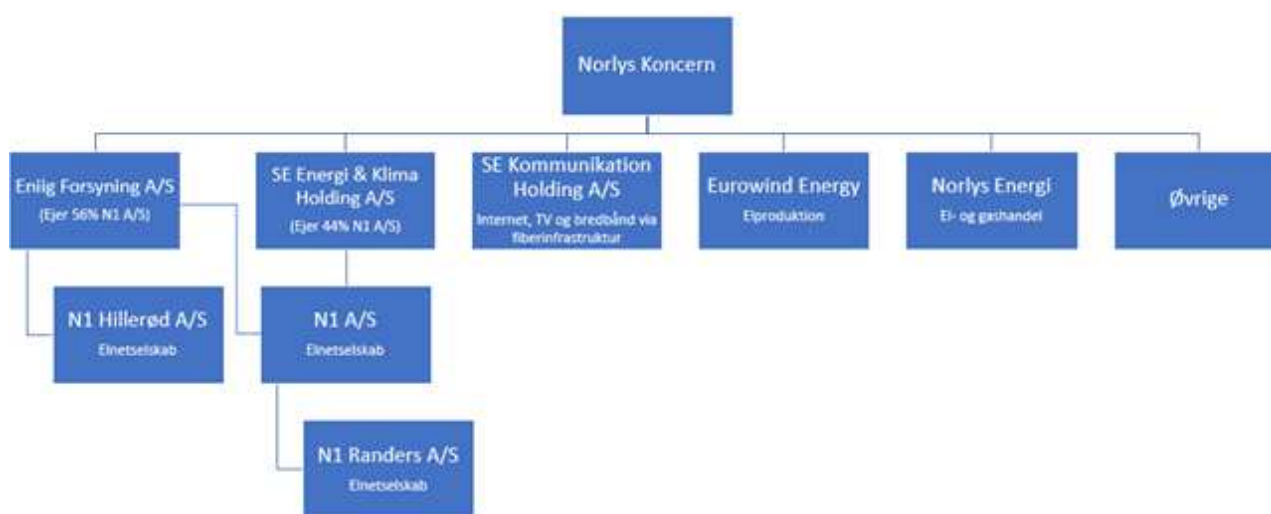 Norlys Koncern
Eniig Forsyning A/S
(Ejer 56% N1 A/S)
SE Energi & Klima
Holding A/S
(Ejer 44% N1 A/S)
SE Kommunikation
Holding A/S
Internet, TV og bredbånd via
fiberinfrastruktur
Eurowind Energy
Elproduktion
Norlys Energi
El- og gashandel
Øvrige
N1 Hillerød A/S
Elnetselskab
N1 A/S
Elnetselskab
N1 Randers A/S
Elnetselskab